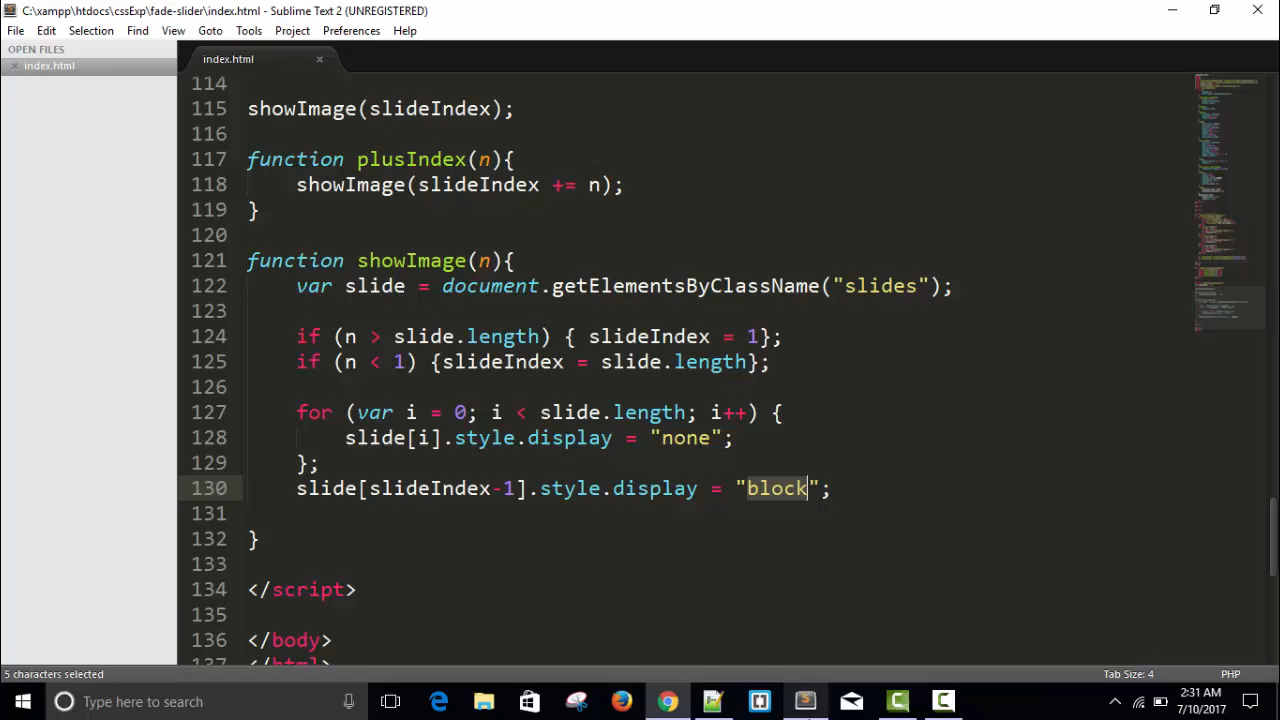 C:\xampp\htdocs\cssExp\fade-slider\index.html - Sublime Text 2 (UNREGISTERED)
File Edit Selection Find View Goto Tools Project Preferences Help
OPEN FILES
index.html
index.html
114
115 showImage(slideIndex);
116
117 function plusIndex(n){
118 showImage(slideIndex += n);
119 }
120
121 function showImage(n){
122 var slide = document.getElementsByClassName("slides");
123
124 if (n > slide.length) { slideIndex = 1};
125 if (n < 1) {slideIndex = slide.length};
126
127 for (var i = 0; i < slide.length; i++) {
128 slide[i].style.display = "none";
129 };
130 slide[slideIndex-1].style.display = "block";
131
132 }
133
134 </script>
135
136 </body>
137 </html>
5 characters selected
Tab Size: 4 PHP
Type here to search
2:31 AM
7/10/2017